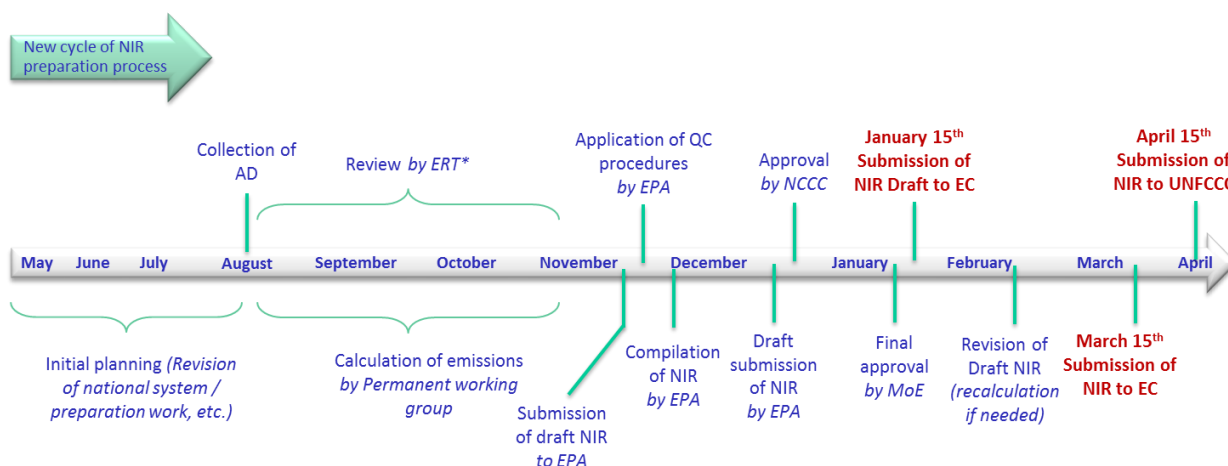 New cycle of NIR
preparation process
Collection of
AD
Review by ERT*
Application of QC
procedures
by EPA
Approval
by NCCC
January 15th
Submission of
NIR Draft to EC
April 15th
Submission of
NIR to UNFCCC
May June July August September October November December January February March April
Initial planning (Revision
of national system /
preparation work, etc.)
Calculation of emissions
by Permanent working
group
Submission
of draft NIR
to EPA
Compilation
of NIR
by EPA
Draft
submission
of NIR
by EPA
Final
approval
by MoE
Revision of
Draft NIR
(recalculation
if needed)
March 15th
Submission of
NIR to EC